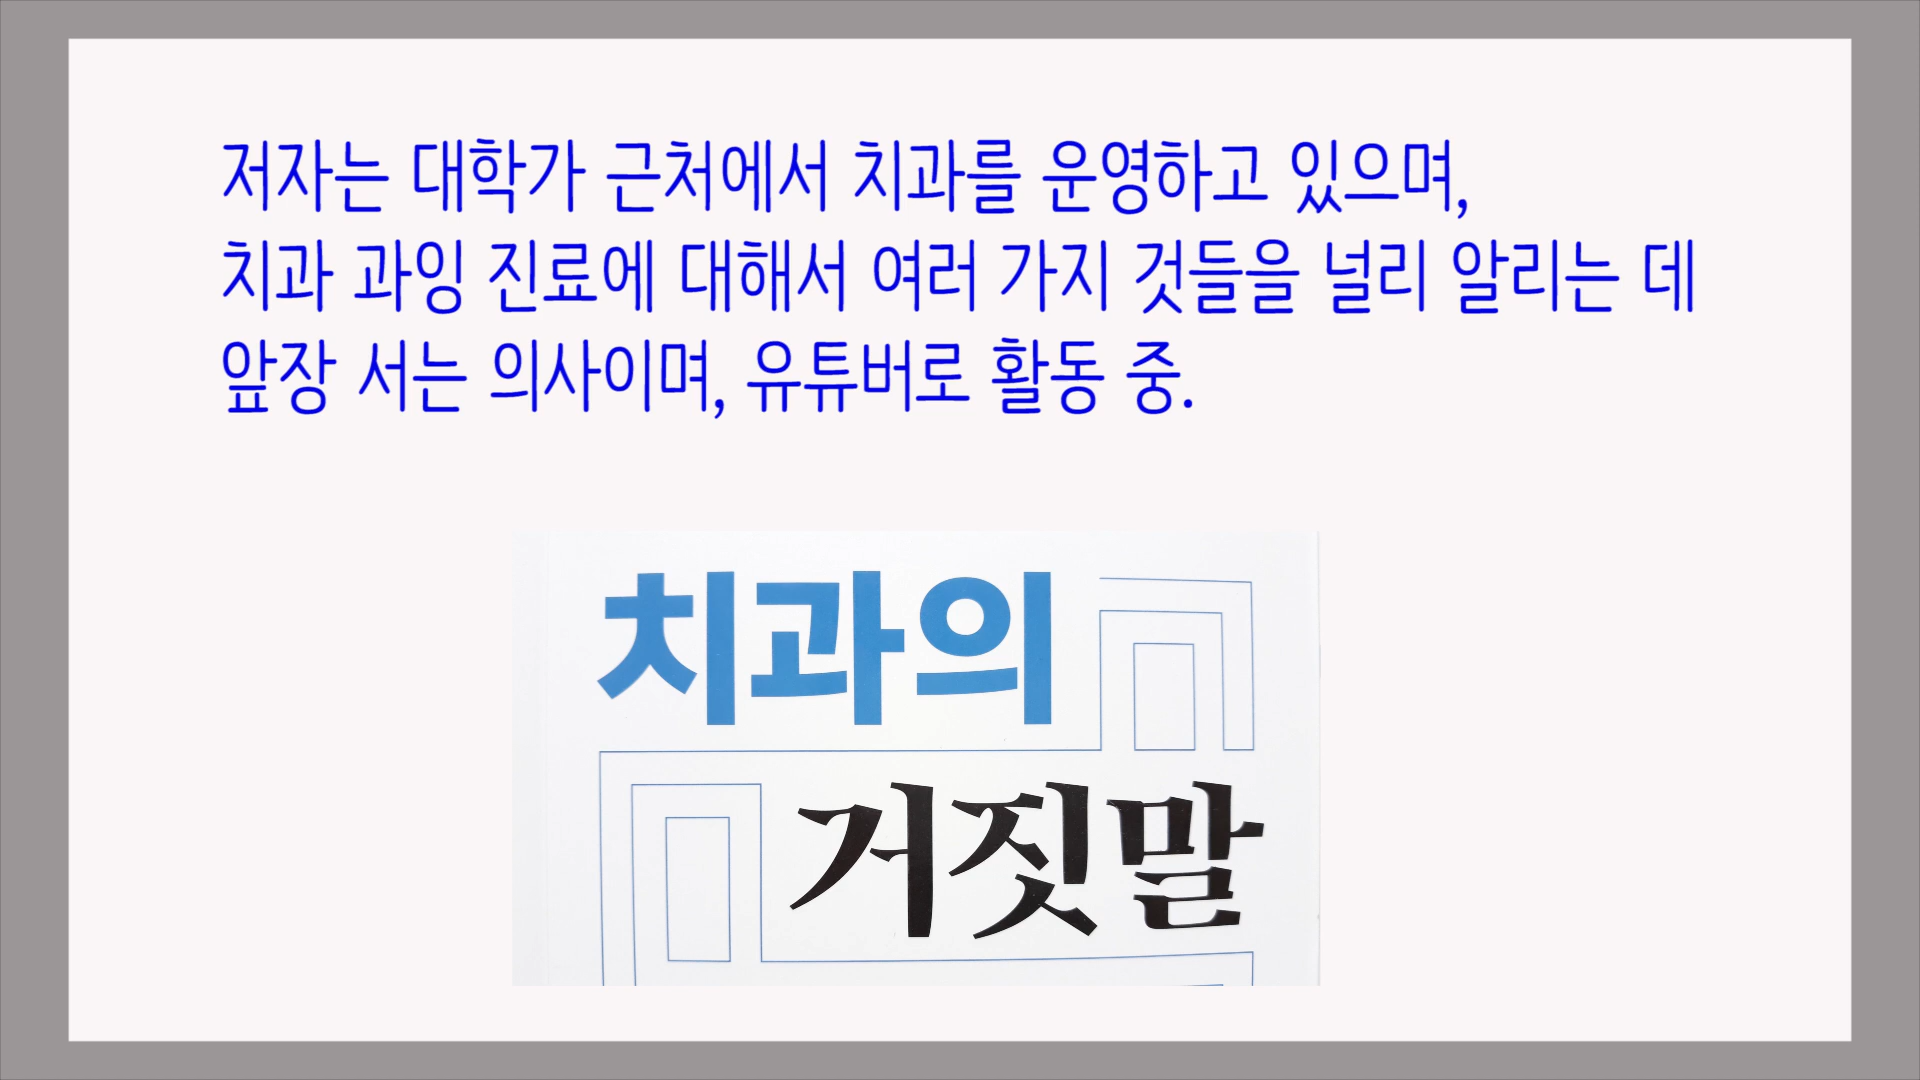 저자는 대학가 근처에서 치과를 운영하고 있으며,
치과 과잉 진료에 대해서 여러 가지 것들을 널리 알리는 데
앞장 서는 의사이며, 유튜버로 활동 중.
치과의
거짓말